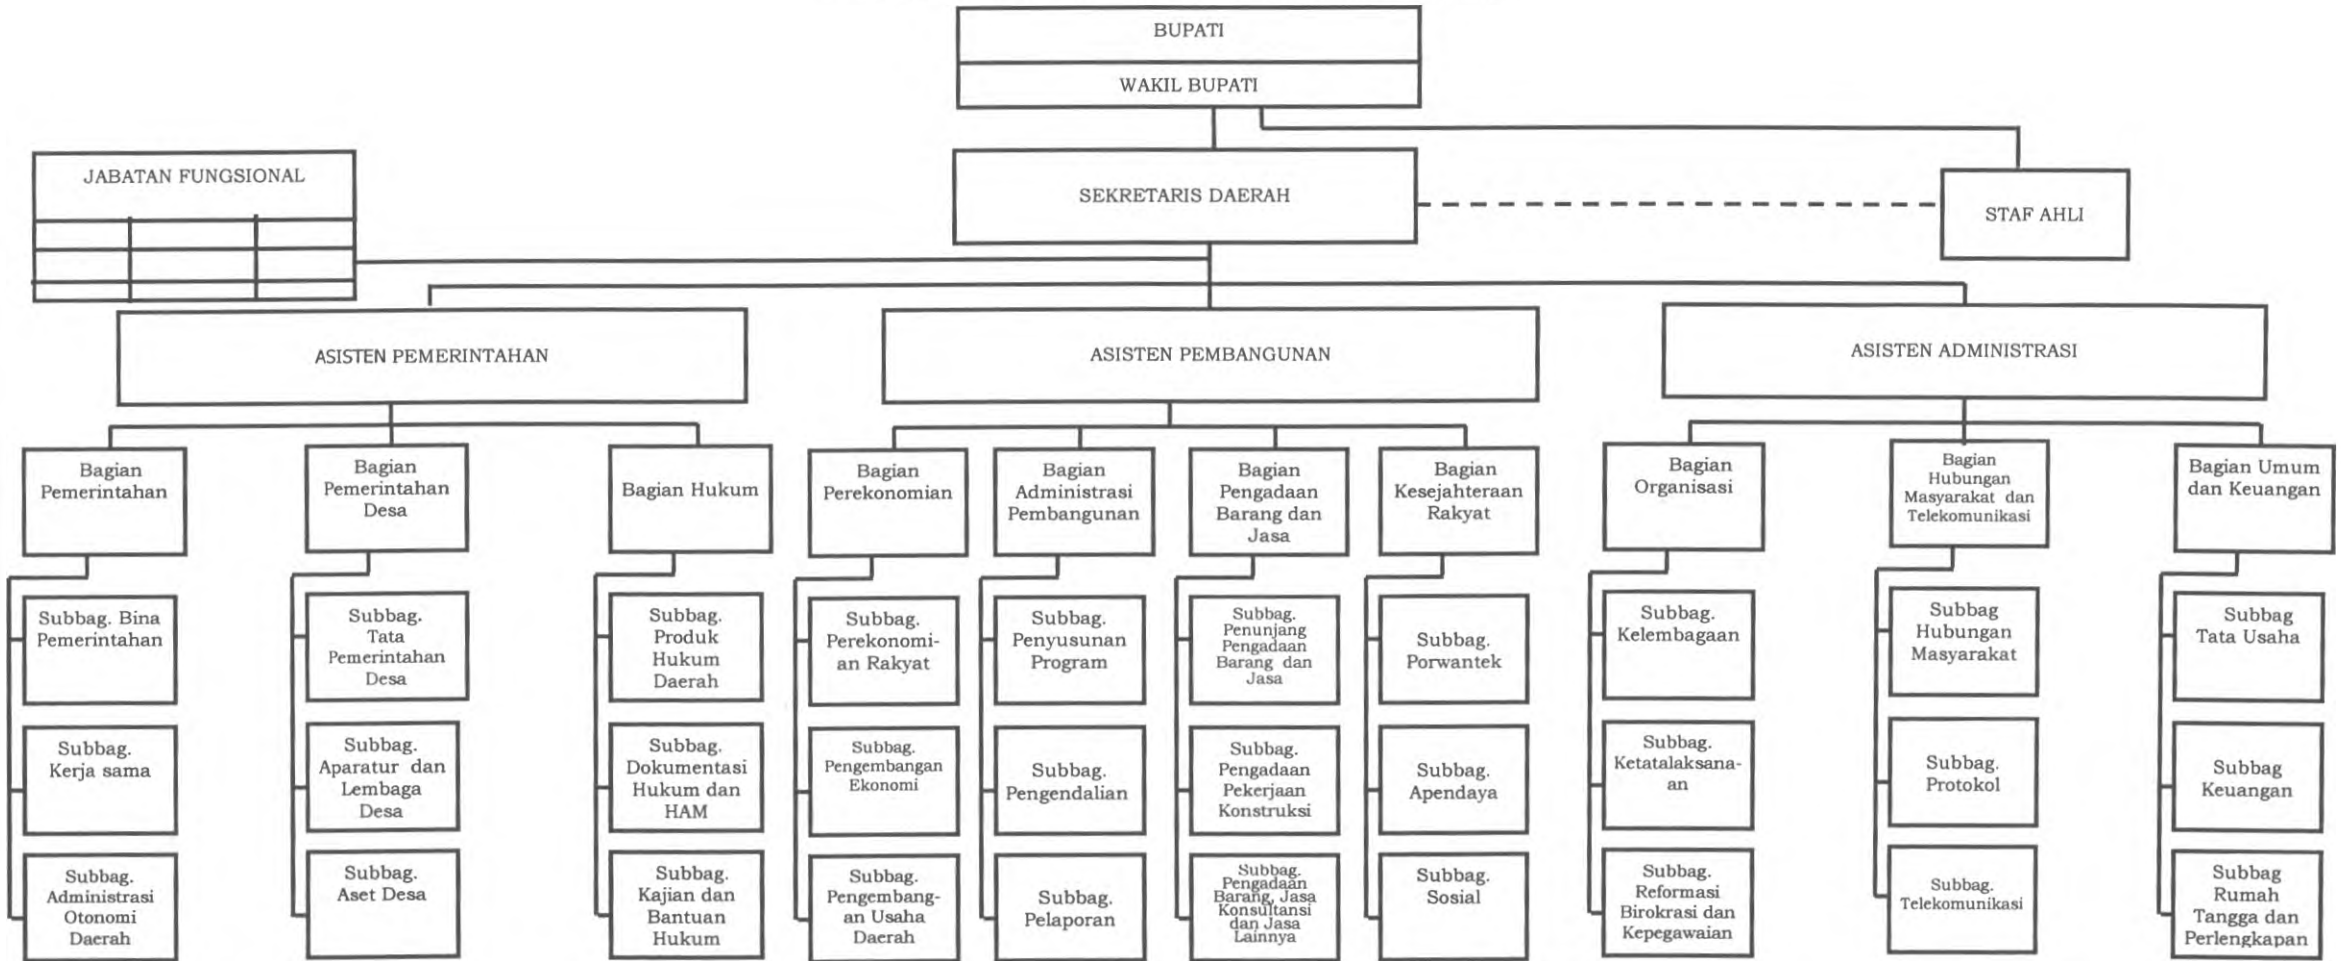 BUPATI
WAKIL BUPATI
JABATAN FUNGSIONAL
SEKRETARIS DAERAH
STAF AHLI
ASISTEN PEMERINTAHAN
ASISTEN PEMBANGUNAN
ASISTEN ADMINISTRASI
Bagian
Pemerintahan
Bagian
Pemerintahan
Desa
Bagian Hukum
Bagian
Perekonomian
Bagian
Administrasi
Pembangunan
Bagian
Pengadaan
Barang dan
Jasa
Bagian
Kesejahteraan
Rakyat
Bagian
Organisasi
Bagian
Hubungan
Masyarakat dan
Telekomunikasi
Bagian Umum
dan Keuangan
Subbag. Bina
Pemerintahan
Subbag.
Tata
Pemerintahan
Desa
Subbag.
Produk
Hukum
Daerah
Subbag.
Perekonomi-
an Rakyat
Subbag.
Penyusunan
Program
Subbag.
Penunjang
Pengadaan
Barang dan
Jasa
Subbag.
Porwantek
Subbag.
Kelembagaan
Subbag
Hubungan
Masyarakat
Subbag
Tata Usaha
Subbag.
Kerja sama
Subbag.
Aparatur dan
Lembaga
Desa
Subbag.
Dokumentasi
Hukum dan
HAM
Subbag.
Pengembangan
Ekonomi
Subbag.
Pengendalian
Subbag.
Pengadaan
Pekerjaan
Konstruksi
Subbag.
Apendaya
Subbag.
Ketatalaksana-
an
Subbag.
Protokol
Subbag
Keuangan
Subbag.
Administrasi
Otonomi
Daerah
Subbag.
Aset Desa
Subbag.
Kajian dan
Bantuan
Hukum
Subbag.
Pengembang-
an Usaha
Daerah
Subbag.
Pelaporan
Subbag.
Pengadaan
Barang, Jasa
Konsultansi
dan Jasa
Lainnya
Subbag.
Sosial
Subbag.
Reformasi
Birokrasi dan
Kepegawaian
Subbag.
Telekomunikasi
Subbag
Rumah
Tangga dan
Perlengkapan